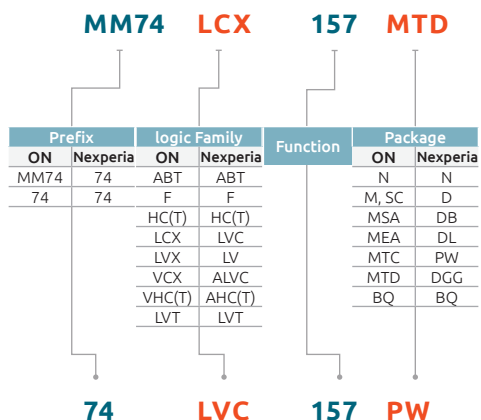 MM74 LCX 157 MTD
Prefix logic Family Function Package
ON Nexperia ON Nexperia ON Nexperia
MM74 74 ABT ABT N N
74 74 F F M, SC D
HC(T) HC(T) MSA DB
LCX LVC MEA DL
LVX LV MTC PW
VCX ALVC MTD DGG
VHC(T) AHC(T) BQ BQ
LVT LVT
74 LVC 157 PW